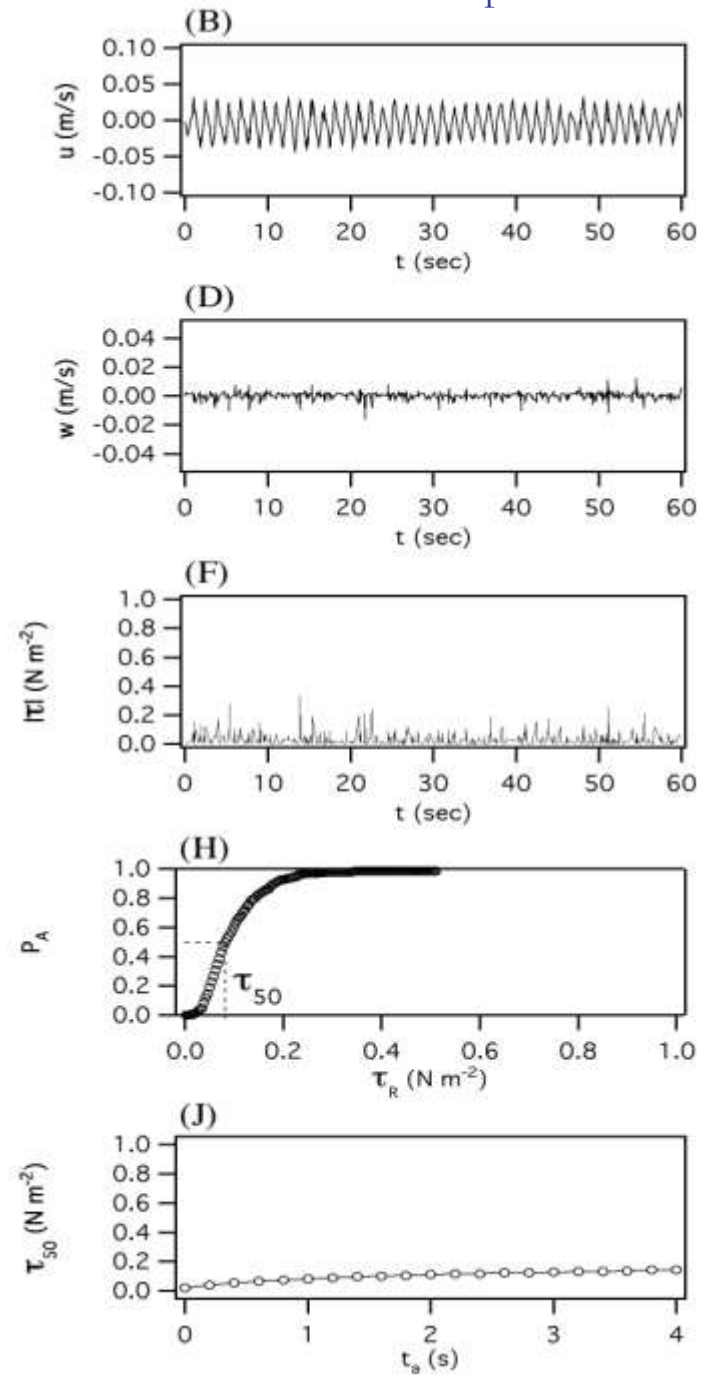 (B)
u (m/s)
0.10
0.05
0.00
-0.05
-0.10
0 10 20 30 40 50 60
t (sec)
(D)
w (m/s)
0.04
0.02
0.00
-0.02
-0.04
0 10 20 30 40 50 60
t (sec)
(F)
|τ| (N m⁻²)
1.0
0.8
0.6
0.4
0.2
0.0
0 10 20 30 40 50 60
t (sec)
(H)
P_A
1.0
0.8
0.6
0.4
0.2
0.0
τ₅₀
0.0 0.2 0.4 0.6 0.8 1.0
τ_R (N m⁻²)
(J)
τ₅₀ (N m⁻²)
1.0
0.8
0.6
0.4
0.2
0.0
0 1 2 3 4
t_a (s)